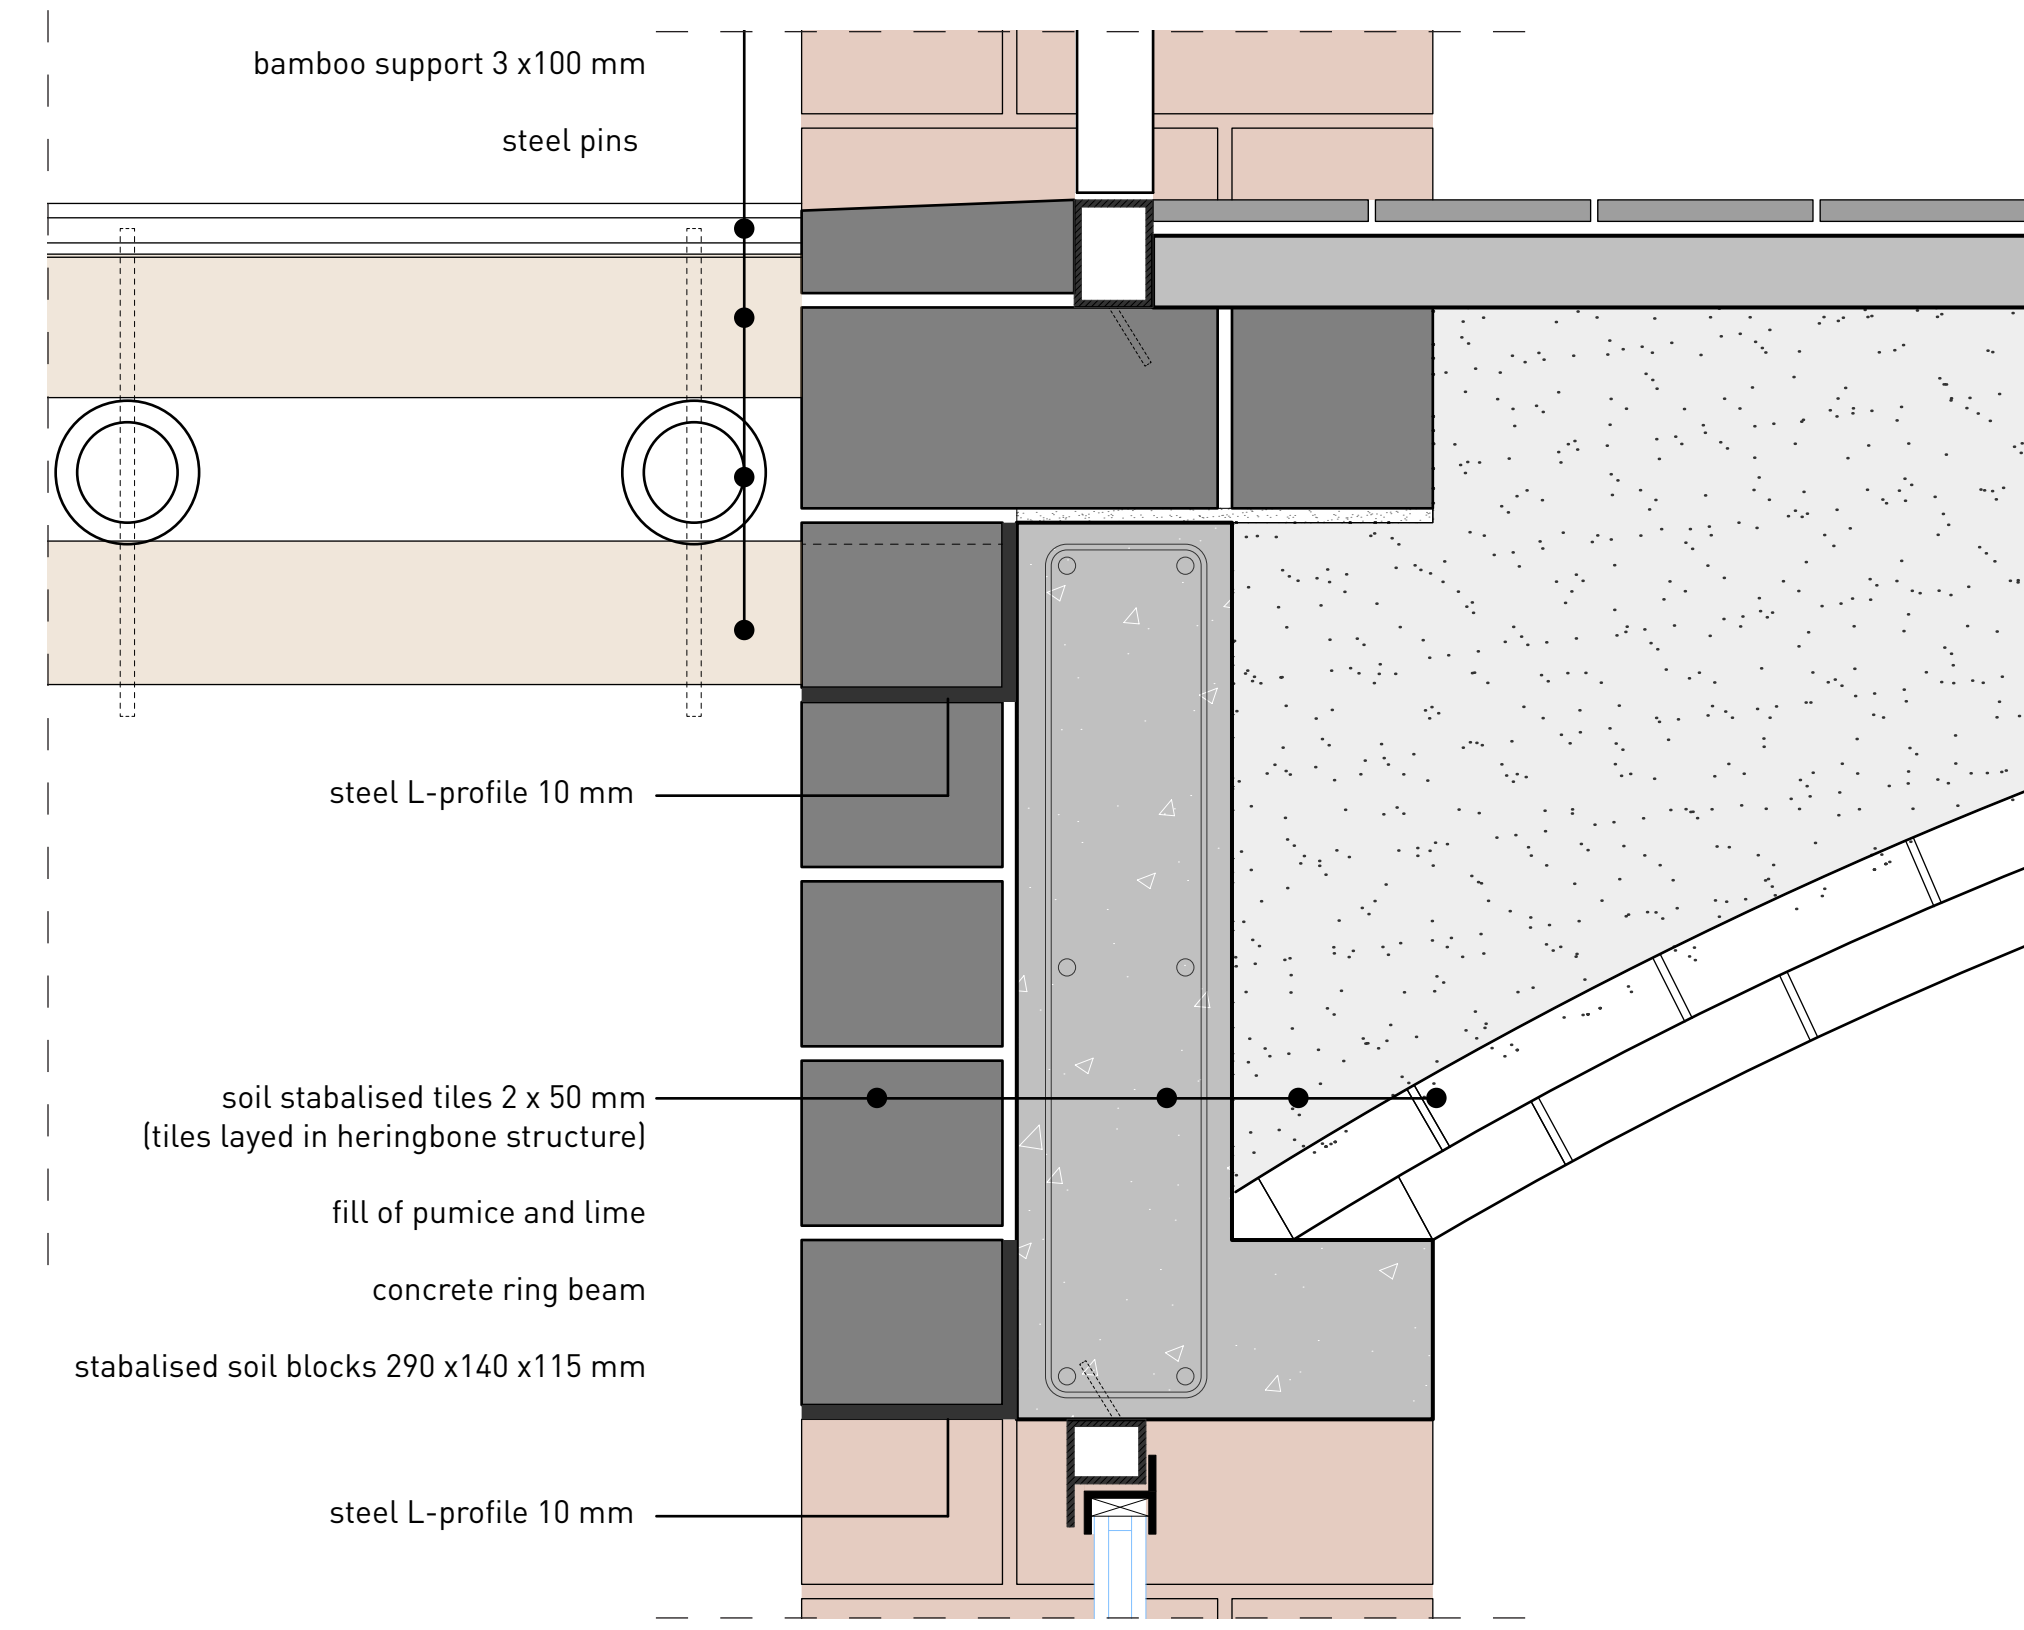 bamboo support 3 x100 mm
steel pins
steel L-profile 10 mm
soil stabalised tiles 2 x 50 mm
(tiles layed in heringbone structure)
fill of pumice and lime
concrete ring beam
stabalised soil blocks 290 x140 x115 mm
steel L-profile 10 mm